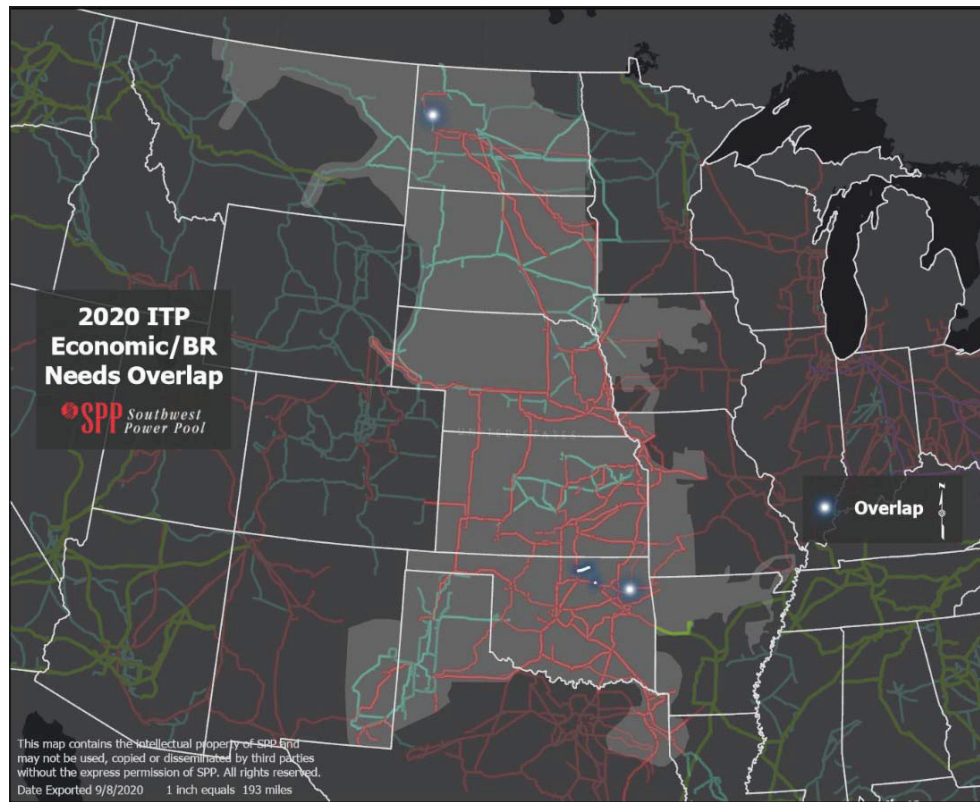 2020 ITP
Economic/BR
Needs Overlap
SPP Southwest
Power Pool
UNITED STATES
Overlap
N
This map contains the intellectual property of SPP and
may not be used, copied or disseminated by third parties
without the express permission of SPP. All rights reserved.
Date Exported 9/8/2020 1 inch equals 193 miles